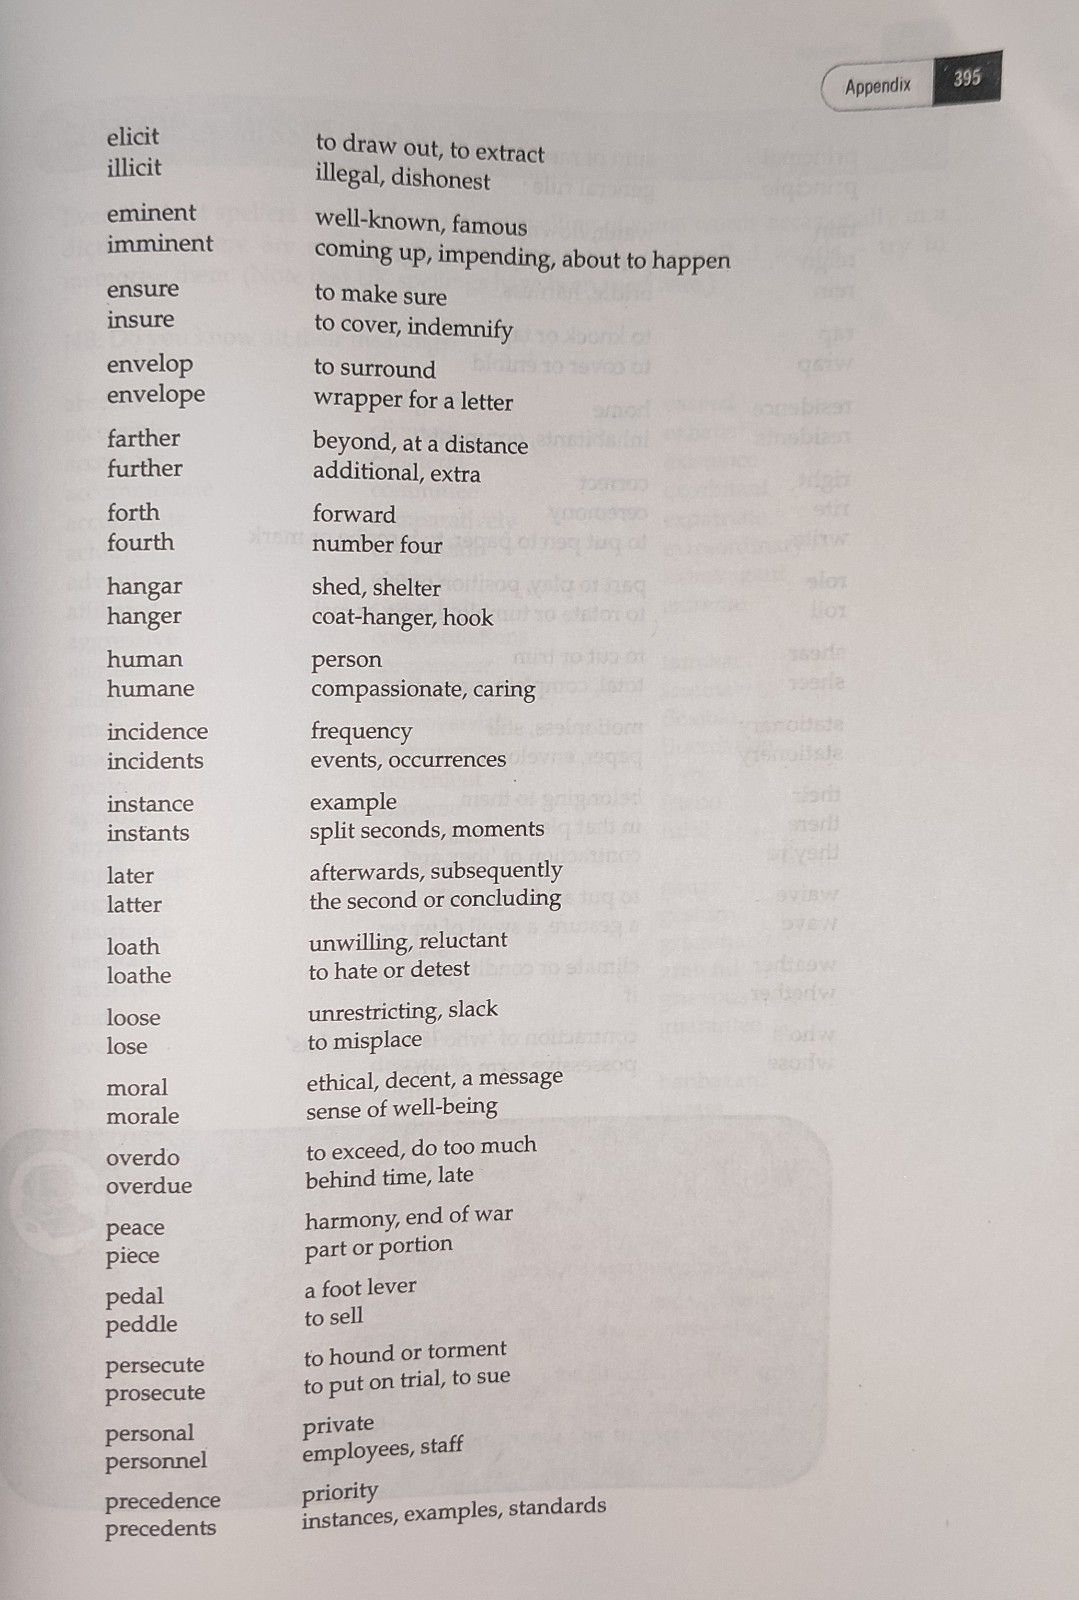 Appendix 395
elicit to draw out, to extract
illicit illegal, dishonest
eminent well-known, famous
imminent coming up, impending, about to happen
ensure to make sure
insure to cover, indemnify
envelop to surround
envelope wrapper for a letter
farther beyond, at a distance
further additional, extra
forth forward
fourth number four
hangar shed, shelter
hanger coat-hanger, hook
human person
humane compassionate, caring
incidence frequency
incidents events, occurrences
instance example
instants split seconds, moments
later afterwards, subsequently
latter the second or concluding
loath unwilling, reluctant
loathe to hate or detest
loose unrestricting, slack
lose to misplace
moral ethical, decent, a message
morale sense of well-being
overdo to exceed, do too much
overdue behind time, late
peace harmony, end of war
piece part or portion
pedal a foot lever
peddle to sell
persecute to hound or torment
prosecute to put on trial, to sue
personal private
personnel employees, staff
precedence priority
precedents instances, examples, standards